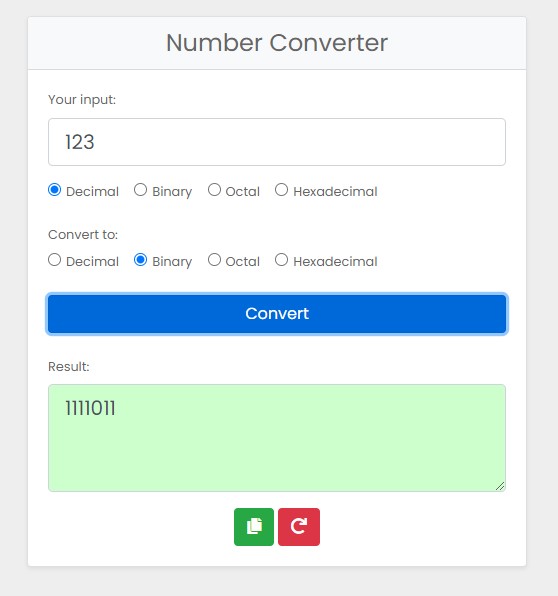 Number Converter
Your input:
123
Decimal Binary Octal Hexadecimal
Convert to:
Decimal Binary Octal Hexadecimal
Convert
Result:
1111011